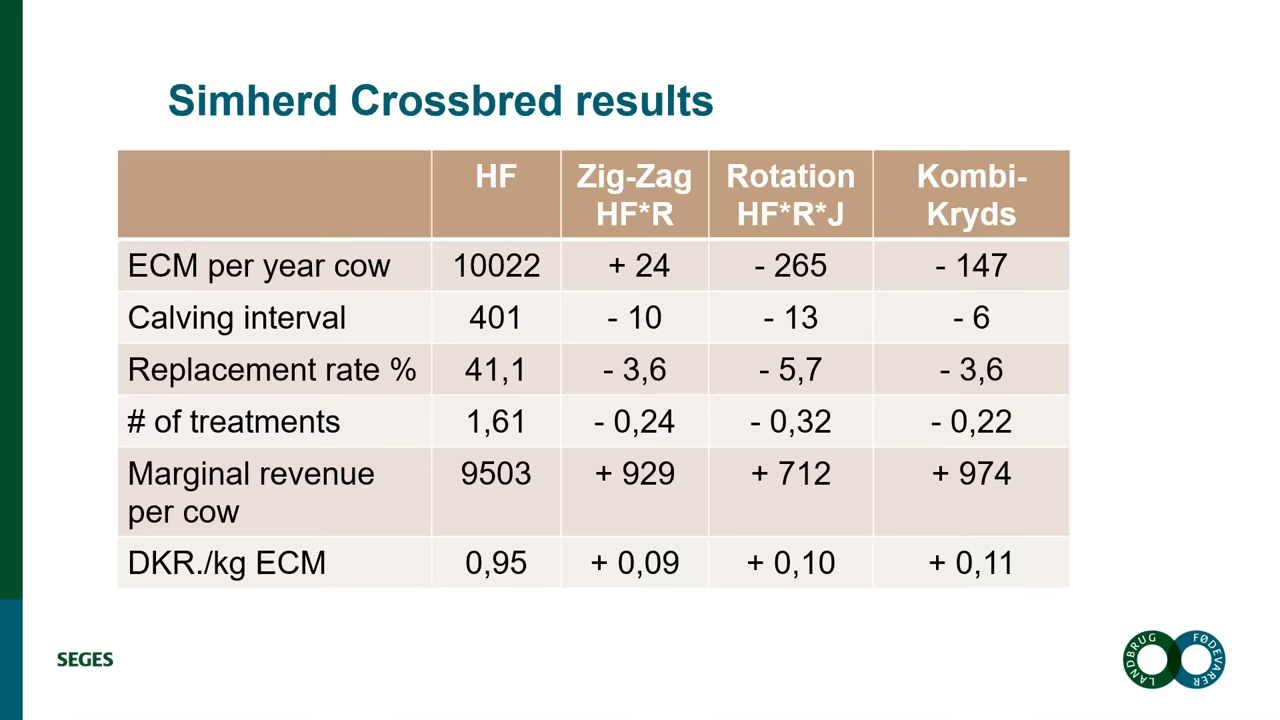 Simherd Crossbred results
HF
Zig-Zag
HF*R
Rotation
HF*R*J
Kombi-
Kryds
ECM per year cow 10022 + 24 - 265 - 147
Calving interval 401 - 10 - 13 - 6
Replacement rate % 41,1 - 3,6 - 5,7 - 3,6
# of treatments 1,61 - 0,24 - 0,32 - 0,22
Marginal revenue
per cow
9503 + 929 + 712 + 974
DKR./kg ECM 0,95 + 0,09 + 0,10 + 0,11
SEGES
LANDBRUG
FØDEVARER